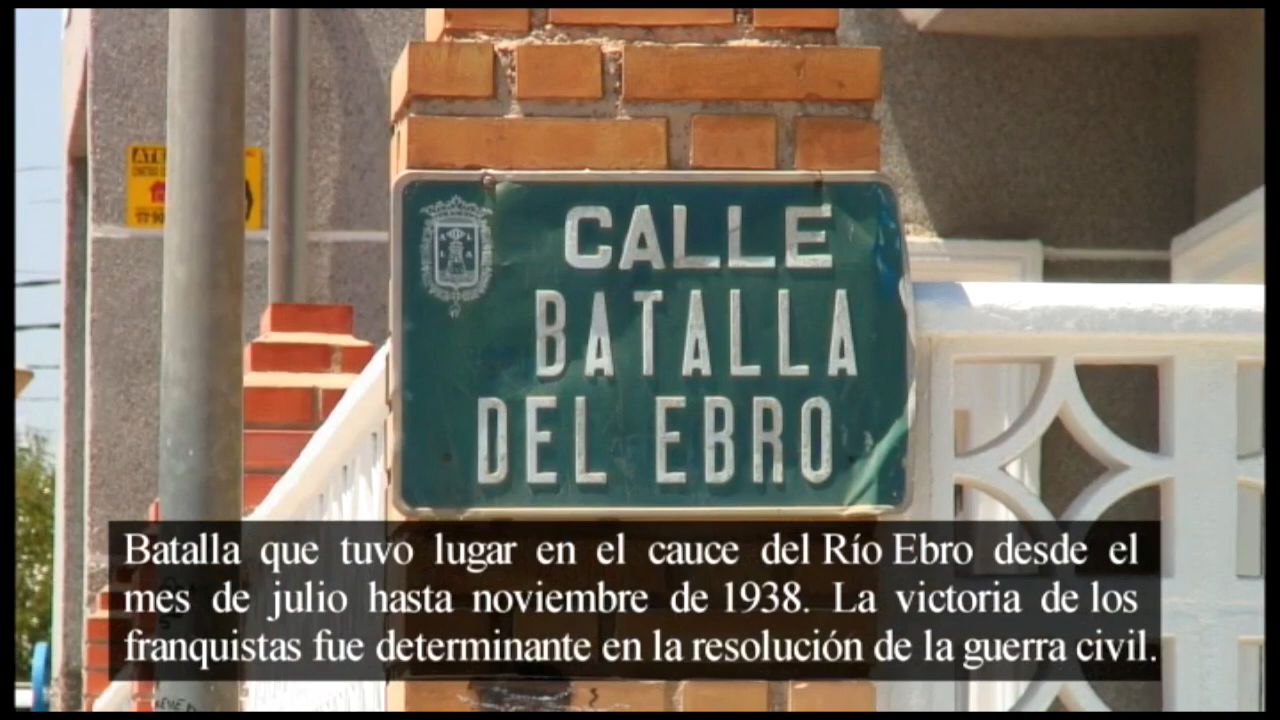 ATE
CALLE
BATALLA
DEL EBRO
Batalla que tuvo lugar en el cauce del Río Ebro desde el
mes de julio hasta noviembre de 1938. La victoria de los
franquistas fue determinante en la resolución de la guerra civil.